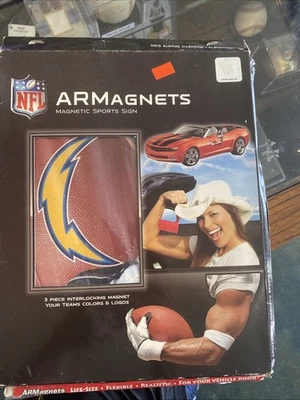 NFL
ARMAGNETS
MAGNETIC SPORTS SIGN
3 PIECE INTERLOCKING MAGNET
YOUR TEAMS COLORS & LOGOS
ARMagnets LIFE-SIZE • FLEXIBLE • REALISTIC • FOR YOUR VEHICLE DOOR